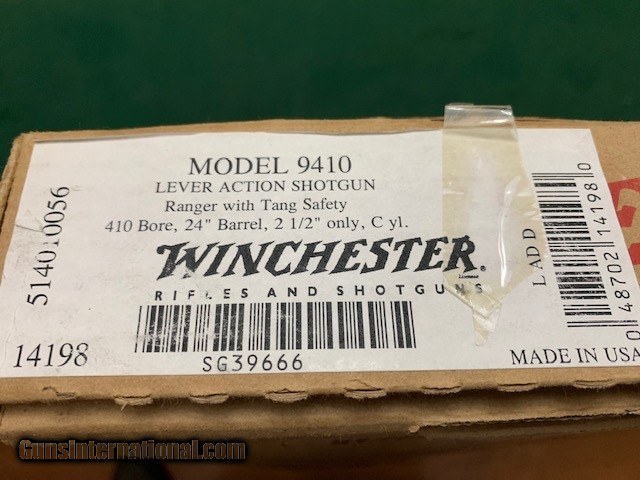 MODEL 9410
LEVER ACTION SHOTGUN
Ranger with Tang Safety
410 Bore, 24" Barrel, 2 1/2" only, C yl.
WINCHESTER®
RIFLES AND SHOTGUNS
SG39666
514010056
14198
L ADD
0 48702 14198 0
MADE IN USA
GunsInternational.com